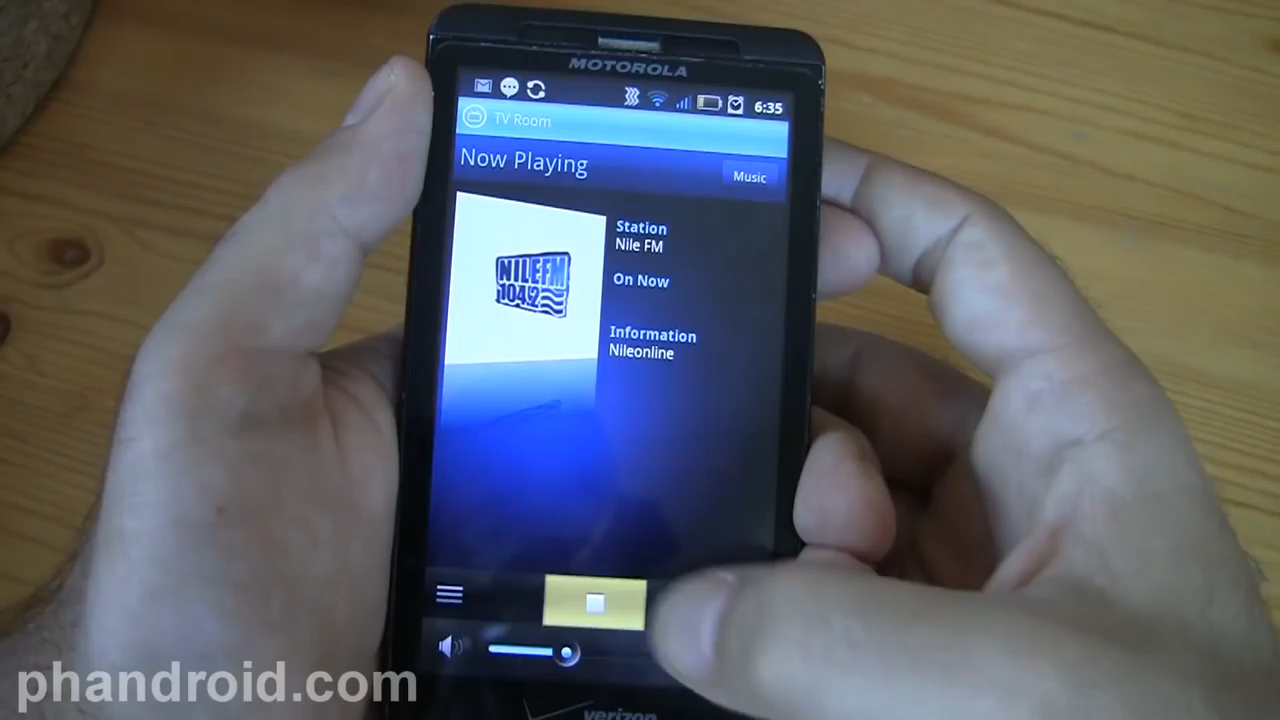 MOTOROLA
6:35
TV Room
Now Playing
Music
Station
Nile FM
NILE FM
104.2
On Now
Information
Nileonline
phandroid.com
verizon